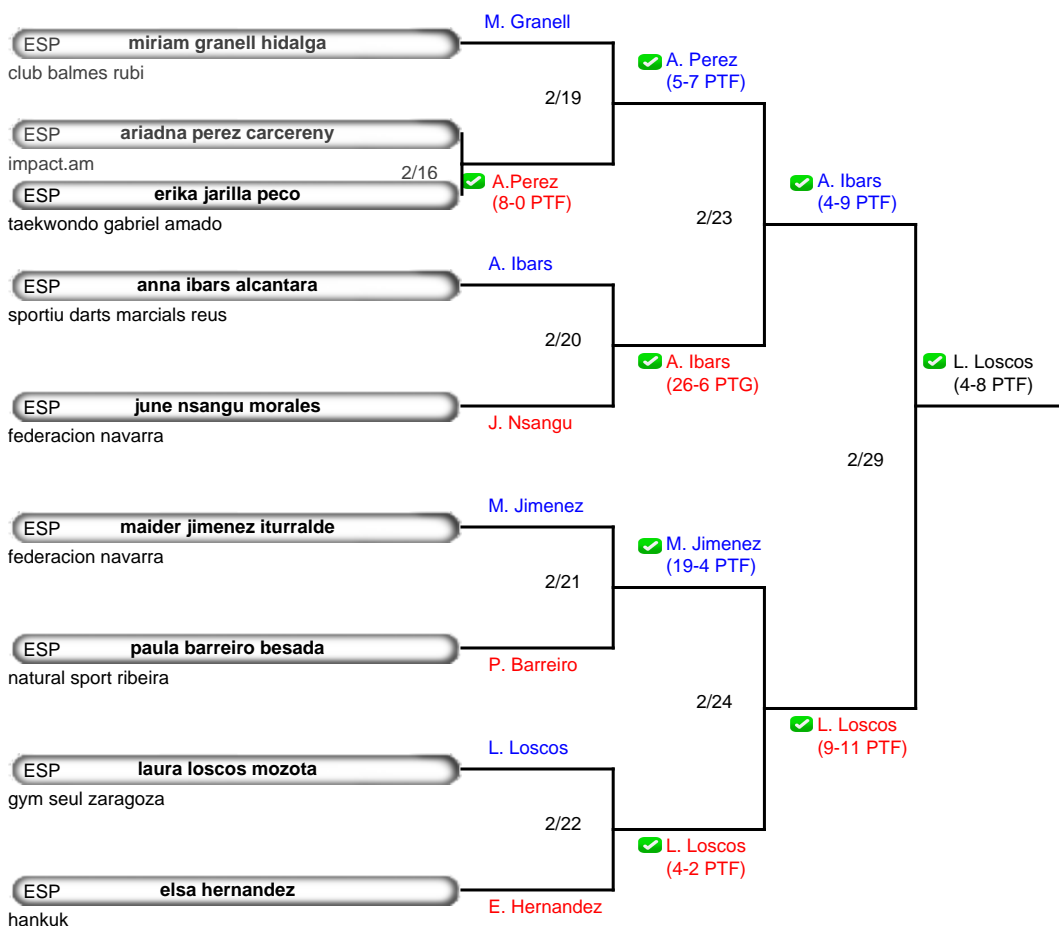 M. Granell
ESP miriam granell hidalga
club balmes rubi
A. Perez
(5-7 PTF)
2/19
ESP ariadna perez carcereny
impact.am
2/16
A.Perez
(8-0 PTF)
ESP erika jarilla peco
taekwondo gabriel amado
A. Ibars
(4-9 PTF)
2/23
A. Ibars
ESP anna ibars alcantara
sportiu darts marcials reus
2/20
A. Ibars
(26-6 PTG)
L. Loscos
(4-8 PTF)
ESP june nsangu morales
federacion navarra
J. Nsangu
2/29
M. Jimenez
ESP maider jimenez iturralde
federacion navarra
M. Jimenez
(19-4 PTF)
2/21
ESP paula barreiro besada
natural sport ribeira
P. Barreiro
2/24
L. Loscos
(9-11 PTF)
L. Loscos
ESP laura loscos mozota
gym seul zaragoza
2/22
L. Loscos
(4-2 PTF)
ESP elsa hernandez
hankuk
E. Hernandez